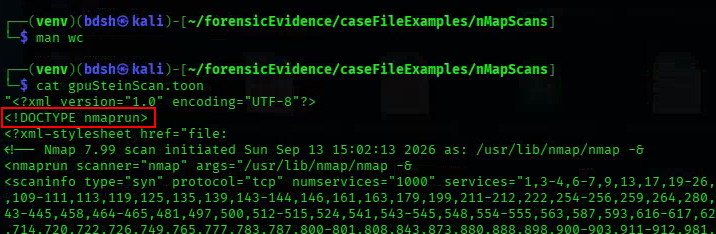 ┌──(venv)(bdsh㉿kali)-[~/forensicEvidence/caseFileExamples/nMapScans]
└─$ man wc
┌──(venv)(bdsh㉿kali)-[~/forensicEvidence/caseFileExamples/nMapScans]
└─$ cat gpuSteinScan.toon
"<?xml version="1.0" encoding="UTF-8"?>
<!DOCTYPE nmaprun>
<?xml-stylesheet href="file:
<!-- Nmap 7.99 scan initiated Sun Sep 13 15:02:13 2026 as: /usr/lib/nmap/nmap -&
<nmaprun scanner="nmap" args="/usr/lib/nmap/nmap -&
<scaninfo type="syn" protocol="tcp" numservices="1000" services="1,3-4,6-7,9,13,17,19-26,
,109-111,113,119,125,135,139,143-144,146,161,163,179,199,211-212,222,254-256,259,264,280,
43-445,458,464-465,481,497,500,512-515,524,541,543-545,548,554-555,563,587,593,616-617,62
,714,720,722,726,749,765,777,783,787,800-801,808,843,873,880,888,898,900-903,911-912,981,